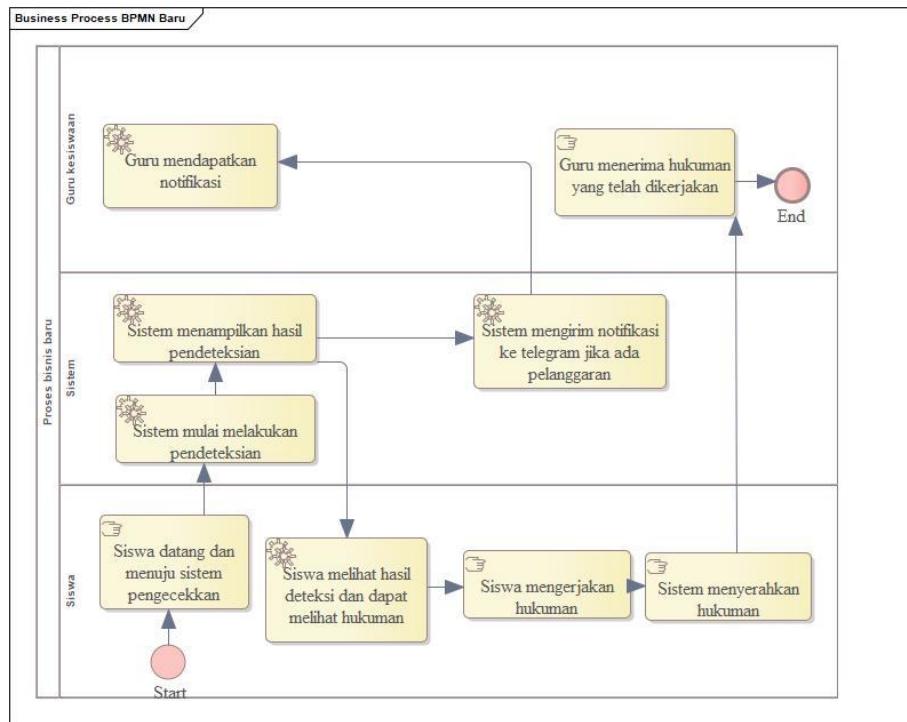 Business Process BPMN Baru
Proses bisnis baru
Guru kesiswaan
Guru mendapatkan
notifikasi
Guru menerima hukuman
yang telah dikerjakan
End
Sistem
Sistem menampilkan hasil
pendeteksian
Sistem mengirim notifikasi
ke telegram jika ada
pelanggaran
Sistem mulai melakukan
pendeteksian
Siswa
Siswa datang dan
menuju sistem
pengecekkan
Siswa melihat hasil
deteksi dan dapat
melihat hukuman
Siswa mengerjakan
hukuman
Sistem menyerahkan
hukuman
Start